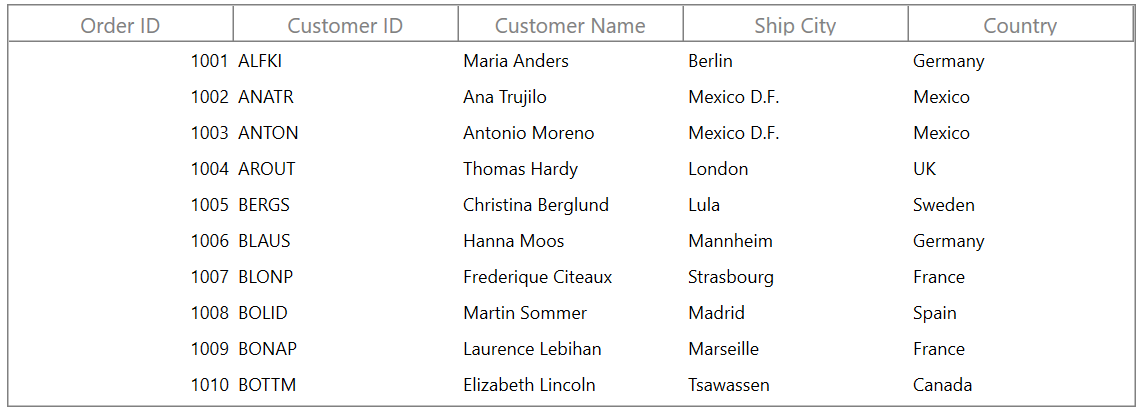 Order ID Customer ID Customer Name Ship City Country
1001 ALFKI Maria Anders Berlin Germany
1002 ANATR Ana Trujilo Mexico D.F. Mexico
1003 ANTON Antonio Moreno Mexico D.F. Mexico
1004 AROUT Thomas Hardy London UK
1005 BERGS Christina Berglund Lula Sweden
1006 BLAUS Hanna Moos Mannheim Germany
1007 BLONP Frederique Citeaux Strasbourg France
1008 BOLID Martin Sommer Madrid Spain
1009 BONAP Laurence Lebihan Marseille France
1010 BOTTM Elizabeth Lincoln Tsawassen Canada